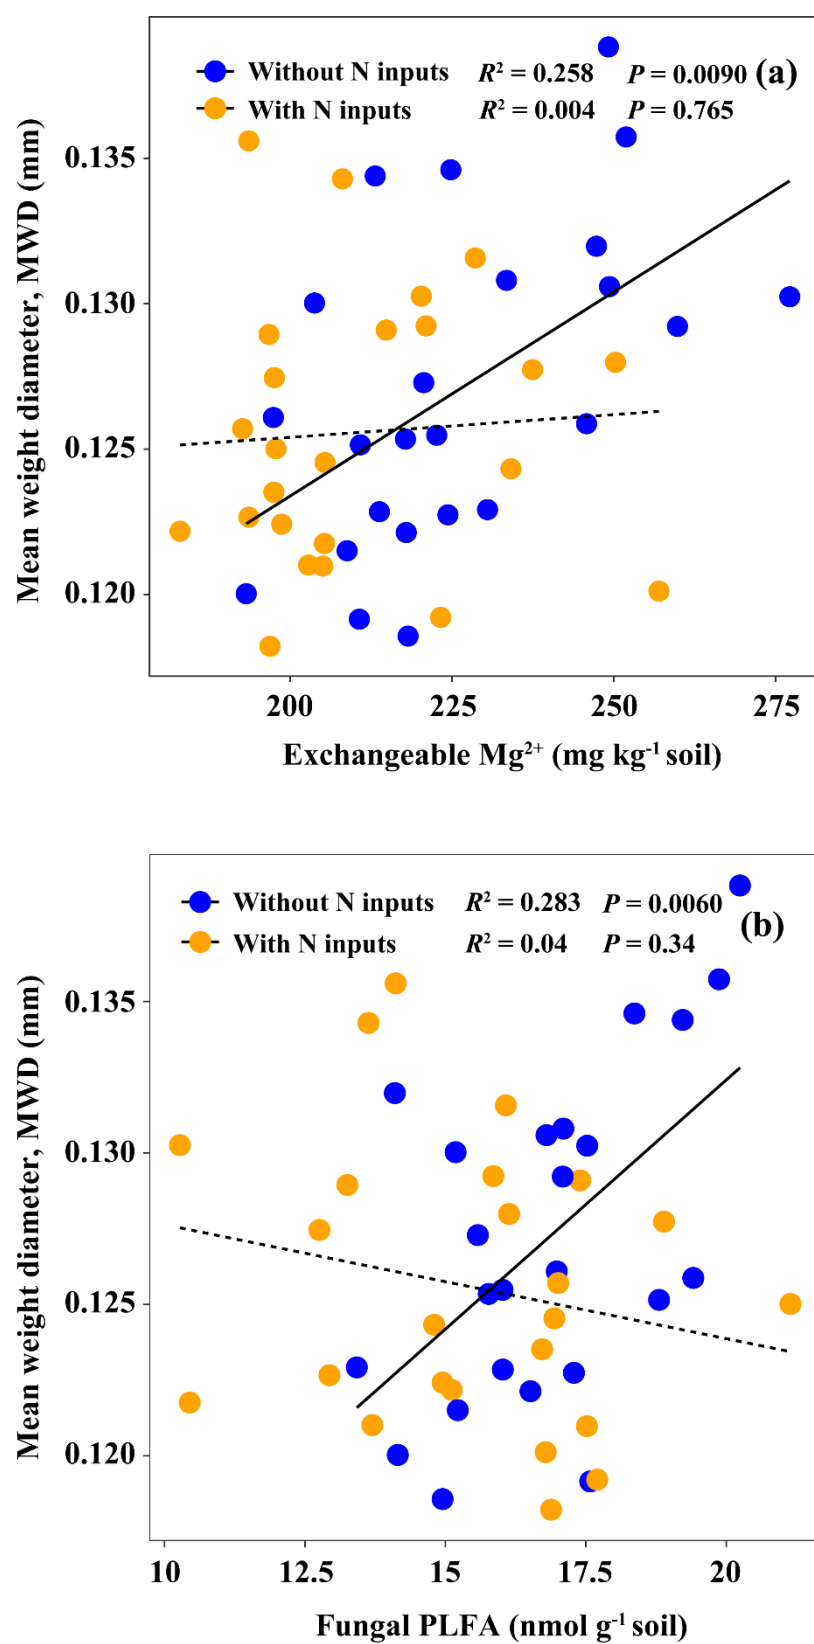 Without N inputs R² = 0.258 P = 0.0090 (a)
With N inputs R² = 0.004 P = 0.765
Mean weight diameter, MWD (mm)
0.135
0.130
0.125
0.120
200 225 250 275
Exchangeable Mg²⁺ (mg kg⁻¹ soil)
Without N inputs R² = 0.283 P = 0.0060
(b)
With N inputs R² = 0.04 P = 0.34
Mean weight diameter, MWD (mm)
0.135
0.130
0.125
0.120
10 12.5 15 17.5 20
Fungal PLFA (nmol g⁻¹ soil)